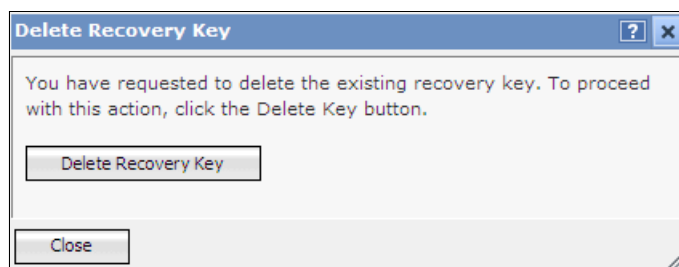 Delete Recovery Key
You have requested to delete the existing recovery key. To proceed
with this action, click the Delete Key button.
Delete Recovery Key
Close